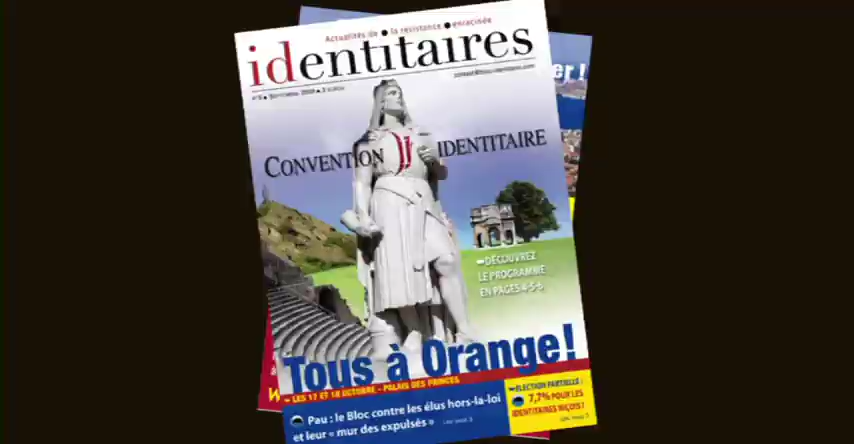 Actualités de la résistance enracinée
identitaires
er !
CONVENTION IDENTITAIRE
DÉCOUVREZ
LE PROGRAMME
EN PAGES 4-5-6
Tous à Orange!
LES 17 ET 18 OCTOBRE - PALAIS DES PRINCES
Pau : le Bloc contre les élus hors-la-loi
et leur « mur des expulsés »
ÉLECTION PARTIELLE :
7,7% POUR LES
IDENTITAIRES NIÇOIS !